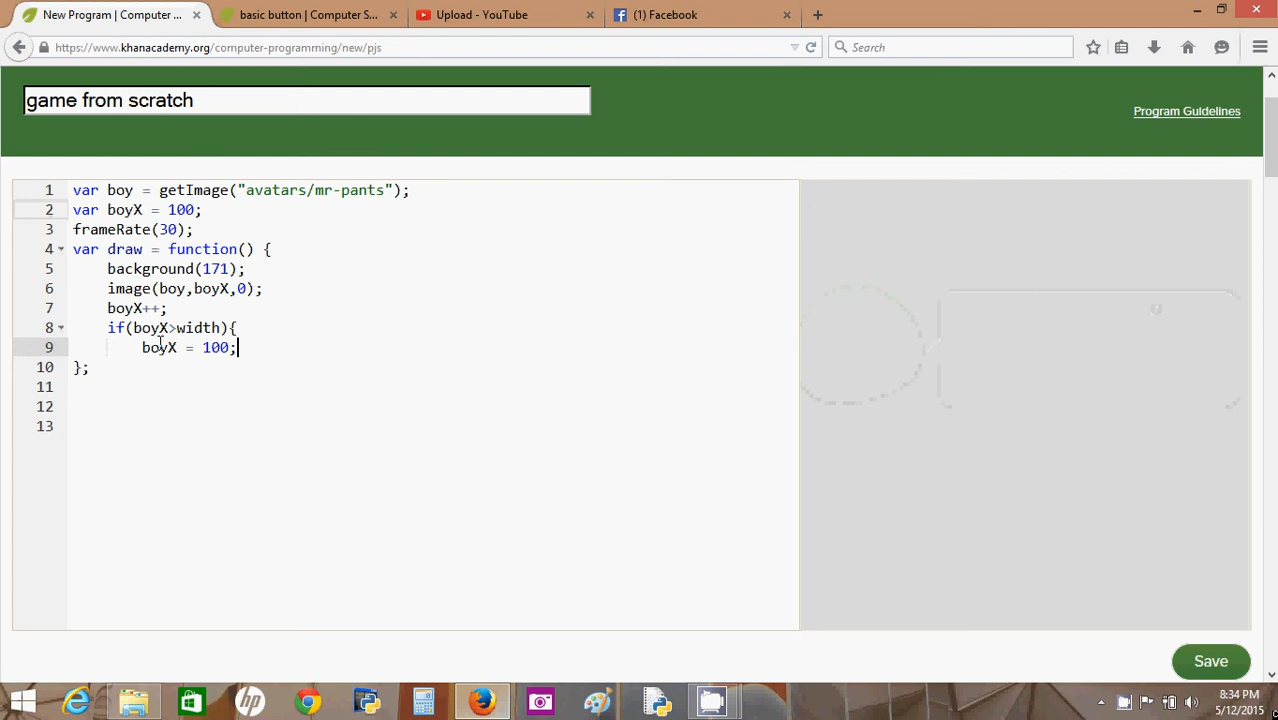 New Program | Computer ...
basic button | Computer S...
Upload - YouTube
(1) Facebook
https://www.khanacademy.org/computer-programming/new/pjs
Search
game from scratch
Program Guidelines
1 var boy = getImage("avatars/mr-pants");
2 var boyX = 100;
3 frameRate(30);
4 var draw = function() {
5 background(171);
6 image(boy,boyX,0);
7 boyX++;
8 if(boyX>width){
9 boyX = 100;
10 };
11
12
13
Save
8:34 PM
5/12/2015